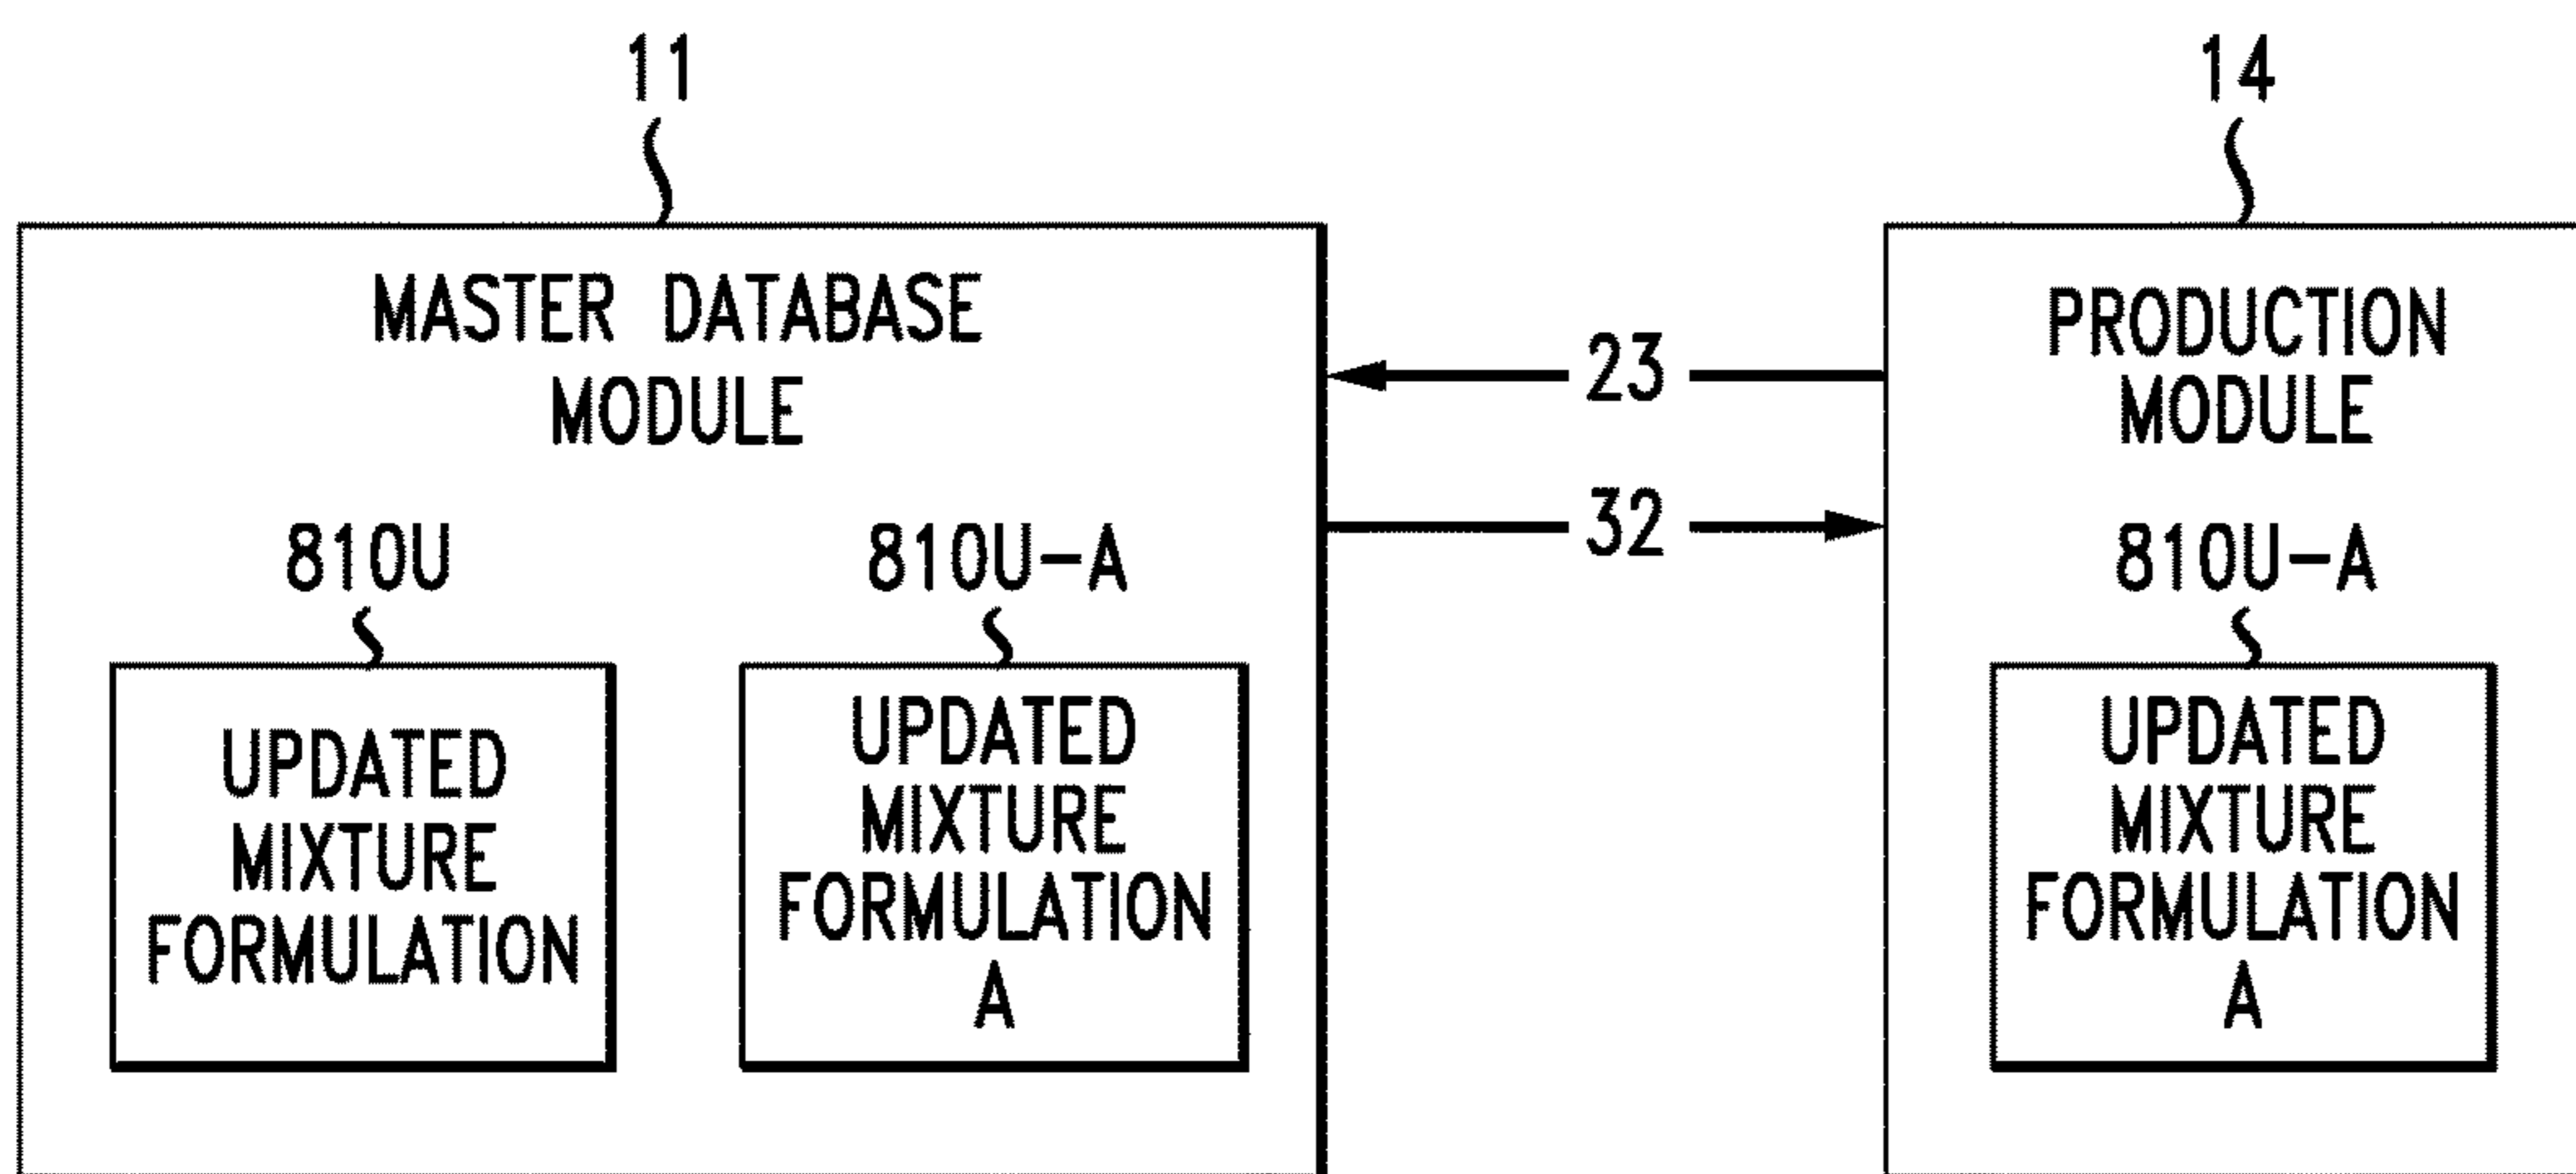 11
14
MASTER DATABASE
MODULE
PRODUCTION
MODULE
23
32
810U
810U-A
810U-A
UPDATED
MIXTURE
FORMULATION
UPDATED
MIXTURE
FORMULATION
A
UPDATED
MIXTURE
FORMULATION
A